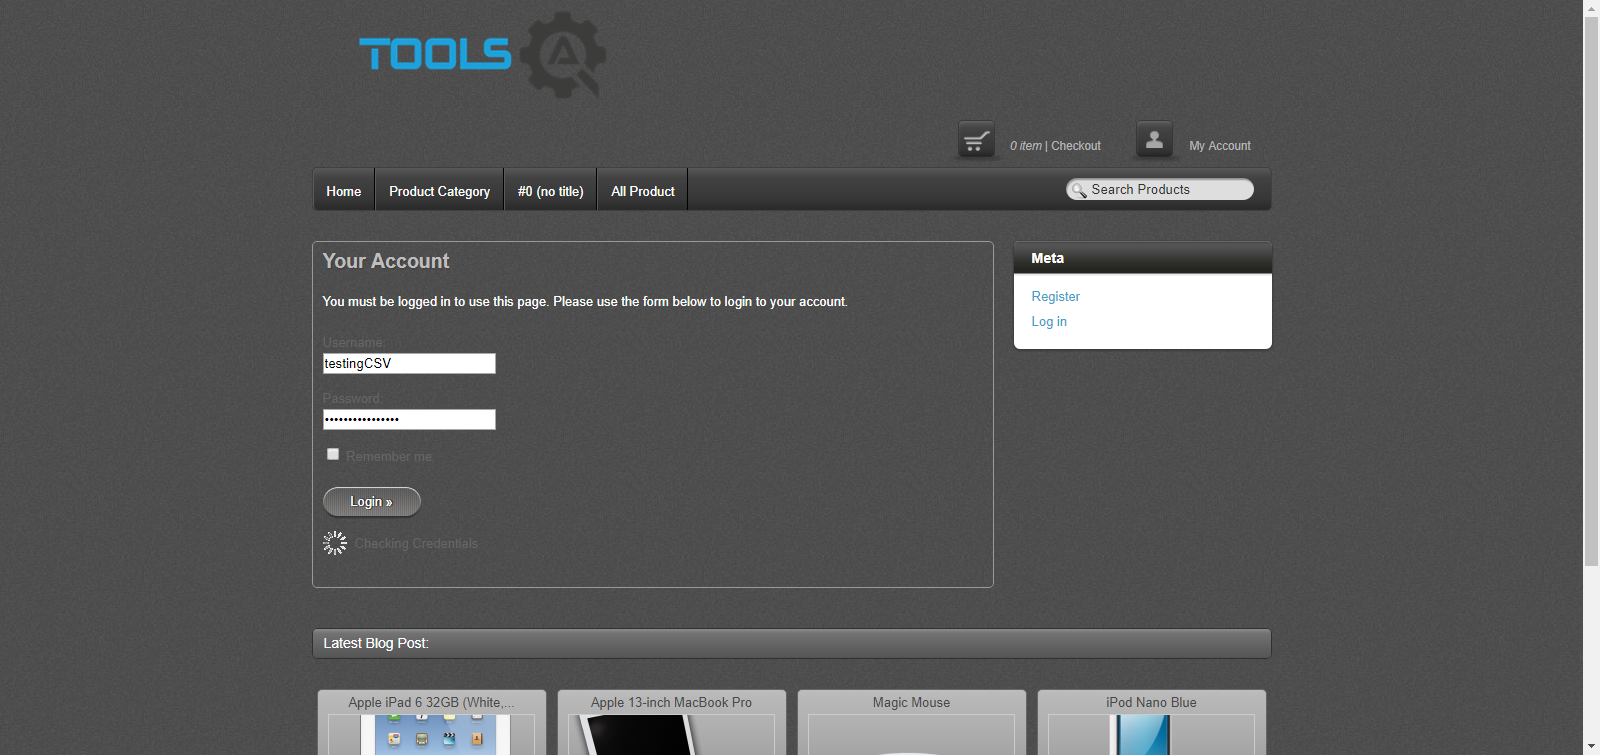 TOOLS
0 item | Checkout
My Account
Home
Product Category
#0 (no title)
All Product
Search Products
Your Account
Meta
You must be logged in to use this page. Please use the form below to login to your account.
Register
Log in
Username:
testingCSV
Password:
••••••••••••••••
Remember me
Login »
Checking Credentials
Latest Blog Post:
Apple iPad 6 32GB (White,...
Apple 13-inch MacBook Pro
Magic Mouse
iPod Nano Blue